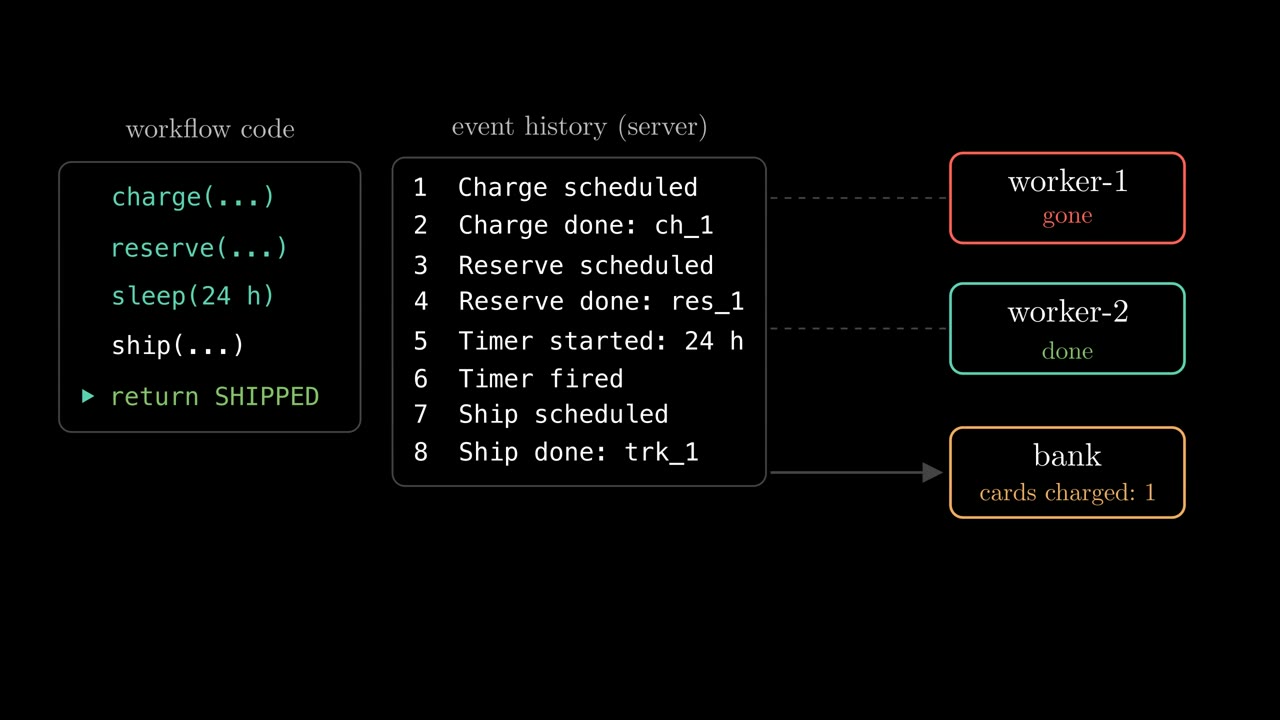 workflow code
charge(...)
reserve(...)
sleep(24 h)
ship(...)
return SHIPPED
event history (server)
1 Charge scheduled
2 Charge done: ch_1
3 Reserve scheduled
4 Reserve done: res_1
5 Timer started: 24 h
6 Timer fired
7 Ship scheduled
8 Ship done: trk_1
worker-1
gone
worker-2
done
bank
cards charged: 1